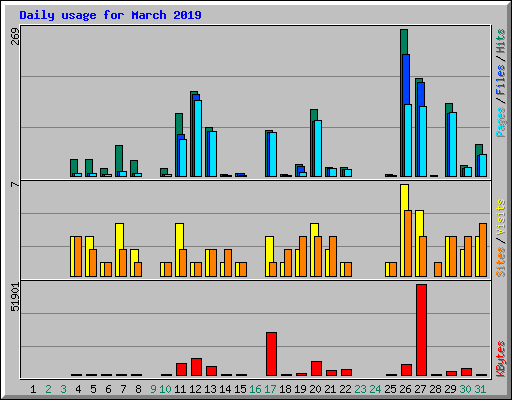 Daily usage for March 2019
269
Pages / Files / Hits
7
Sites / Visits
51901
KBytes
1 2 3 4 5 6 7 8 9 10 11 12 13 14 15 16 17 18 19 20 21 22 23 24 25 26 27 28 29 30 31